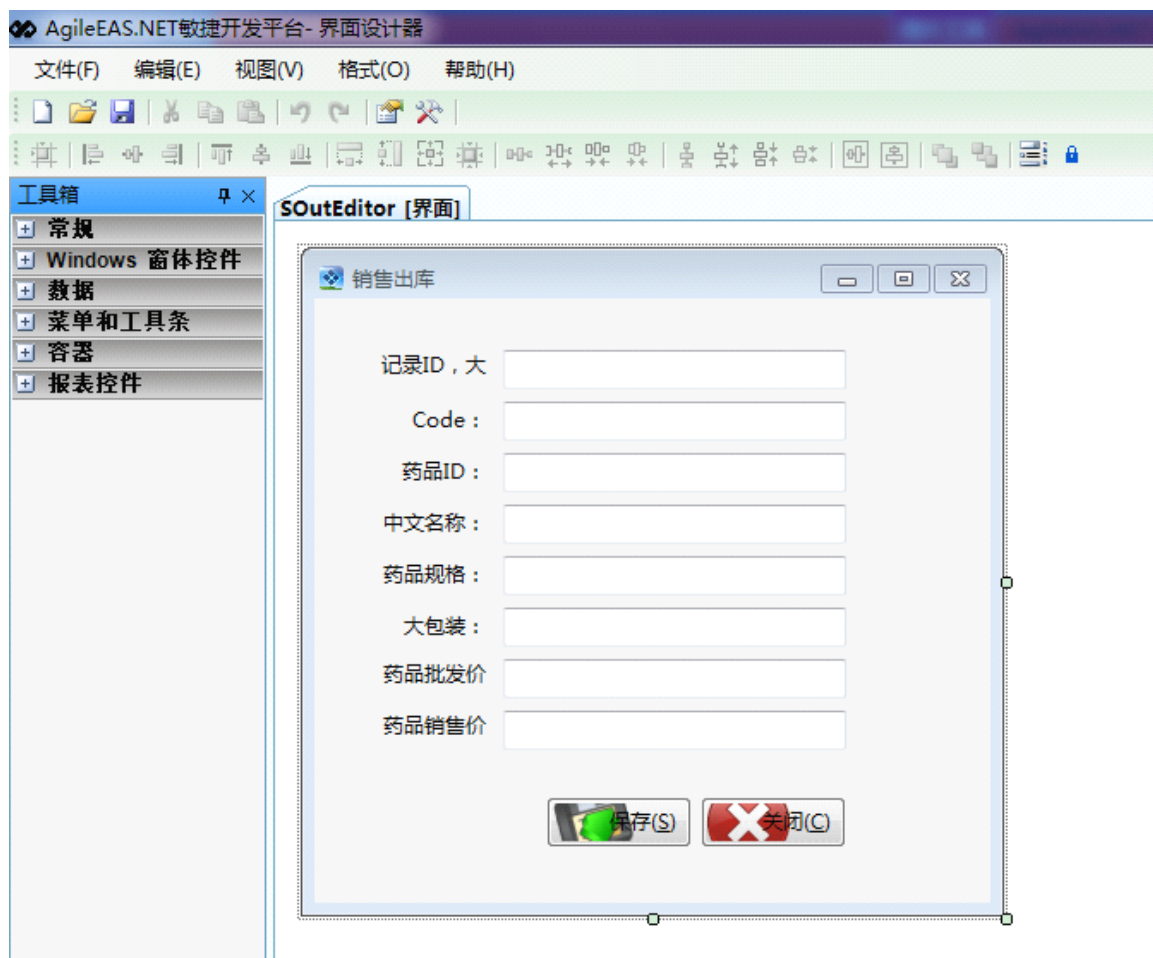 AgileEAS.NET敏捷开发平台- 界面设计器
文件(F) 编辑(E) 视图(V) 格式(O) 帮助(H)
工具箱
SOutEditor [界面]
常规
Windows 窗体控件
数据
菜单和工具条
容器
报表控件
销售出库
记录ID，大
Code：
药品ID：
中文名称：
药品规格：
大包装：
药品批发价
药品销售价
保存(S) 关闭(C)